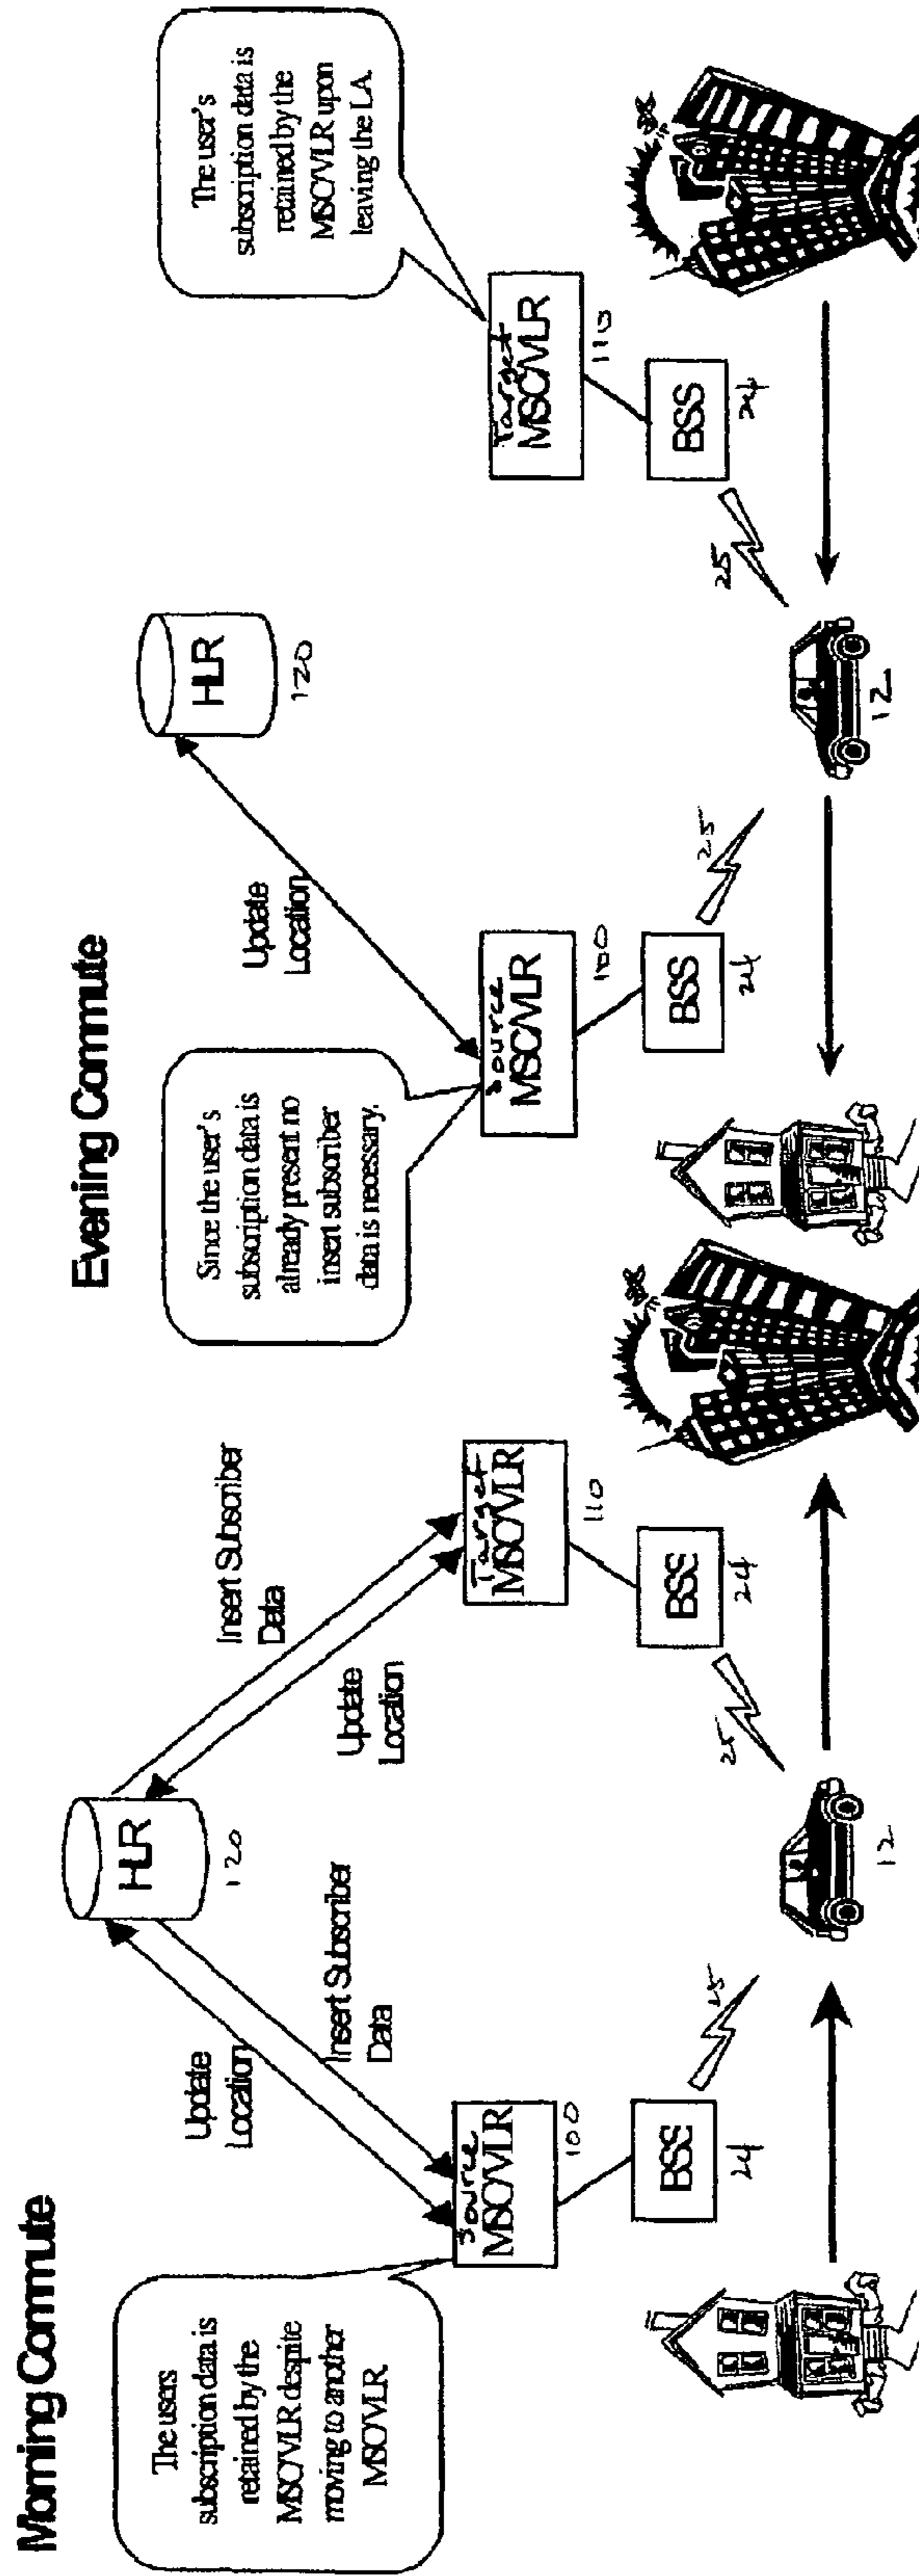 Morning Commute
The users
subscription data is
retained by the
MSC/VLR despite
moving to another
MSC/VLR
Update
Location
Insert Subscriber
Data
HLR
120
Insert Subscriber
Data
Update
Location
Source
MSC/VLR
100
Target
MSC/VLR
110
BSS
24
BSS
24
25
25
12
Evening Commute
Since the user's
subscription data is
already present no
insert subscriber
data is necessary.
Update
Location
HLR
120
The user's
subscription data is
retained by the
MSC/VLR upon
leaving the LA.
Source
MSC/VLR
100
Target
MSC/VLR
110
BSS
24
BSS
24
25
25
12